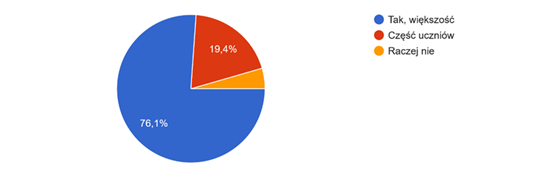 Tak, większość
Część uczniów
Raczej nie
19,4%
76,1%